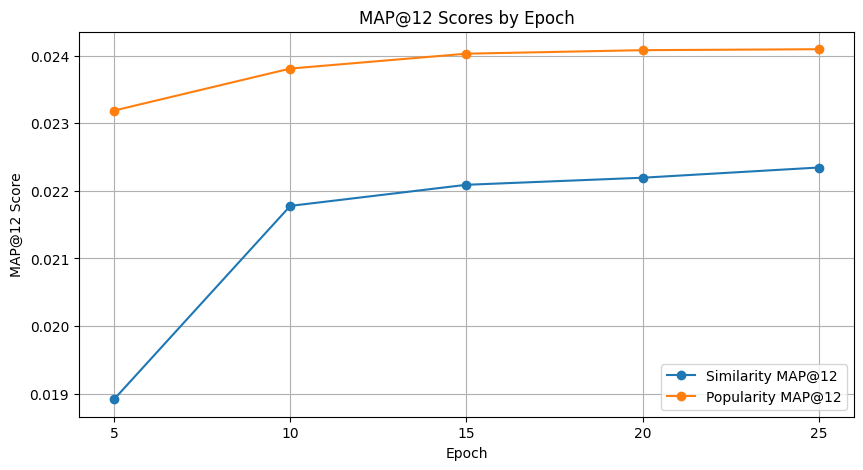 MAP@12 Scores by Epoch
MAP@12 Score
0.024
0.023
0.022
0.021
0.020
0.019
5 10 15 20 25
Epoch
Similarity MAP@12
Popularity MAP@12